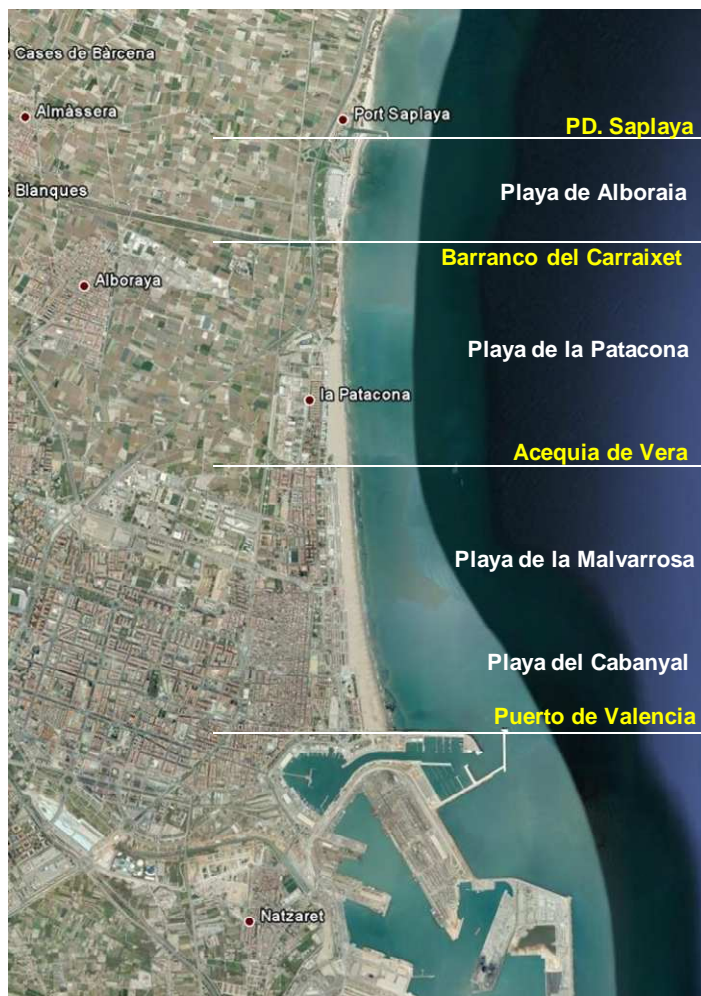 Cases de Bàrcena
Almàssera
Port Saplaya
PD. Saplaya
Blanques
Playa de Alboraia
Barranco del Carraixet
Alboraya
Playa de la Patacona
la Patacona
Acequia de Vera
Playa de la Malvarrosa
Playa del Cabanyal
Puerto de Valencia
Natzaret